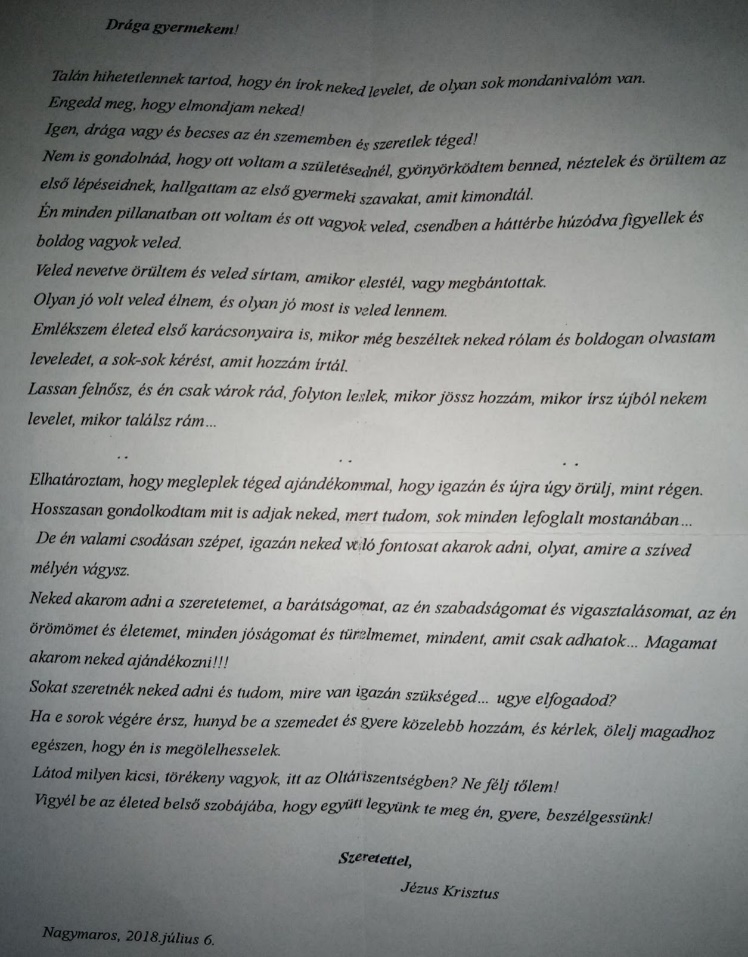 Drága gyermekem!
Talán hihetetlennek tartod, hogy én írok neked levelet, de olyan sok mondanivalóm van.
Engedd meg, hogy elmondjam neked!
Igen, drága vagy és becses az én szememben és szeretlek téged!
Nem is gondolnád, hogy ott voltam a születésednél, gyönyörködtem benned, néztelek és örültem az
első lépéseidnek, hallgattam az első gyermeki szavakat, amit kimondtál.
Én minden pillanatban ott voltam és ott vagyok veled, csendben a háttérbe húzódva figyellek és
boldog vagyok veled.
Veled nevetve örültem és veled sírtam, amikor elestél, vagy megbántottak.
Olyan jó volt veled élnem, és olyan jó most is veled lennem.
Emlékszem életed első karácsonyaira is, mikor még beszéltek neked rólam és boldogan olvastam
leveledet, a sok-sok kérést, amit hozzám írtál.
Lassan felnősz, és én csak várok rád, folyton leslek, mikor jössz hozzám, mikor írsz újból nekem
levelet, mikor találsz rám...
.. .. ..
Elhatároztam, hogy megleplek téged ajándékommal, hogy igazán és újra úgy örülj, mint régen.
Hosszasan gondolkodtam mit is adjak neked, mert tudom, sok minden lefoglalt mostanában...
De én valami csodásan szépet, igazán neked való fontosat akarok adni, olyat, amire a szíved
mélyén vágysz.
Neked akarom adni a szeretetemet, a barátságomat, az én szabadságomat és vigasztalásomat, az én
örömömet és életemet, minden jóságomat és türelmemet, mindent, amit csak adhatok... Magamat
akarom neked ajándékozni!!!
Sokat szeretnék neked adni és tudom, mire van igazán szükséged... ugye elfogadod?
Ha e sorok végére érsz, hunyd be a szemedet és gyere közelebb hozzám, és kérlek, ölelj magadhoz
egészen, hogy én is megölelhesselek.
Látod milyen kicsi, törékeny vagyok, itt az Oltáriszentségben? Ne félj tőlem!
Vigyél be az életed belső szobájába, hogy együtt legyünk te meg én, gyere, beszélgessünk!
Szeretettel,
Jézus Krisztus
Nagymaros, 2018.július 6.